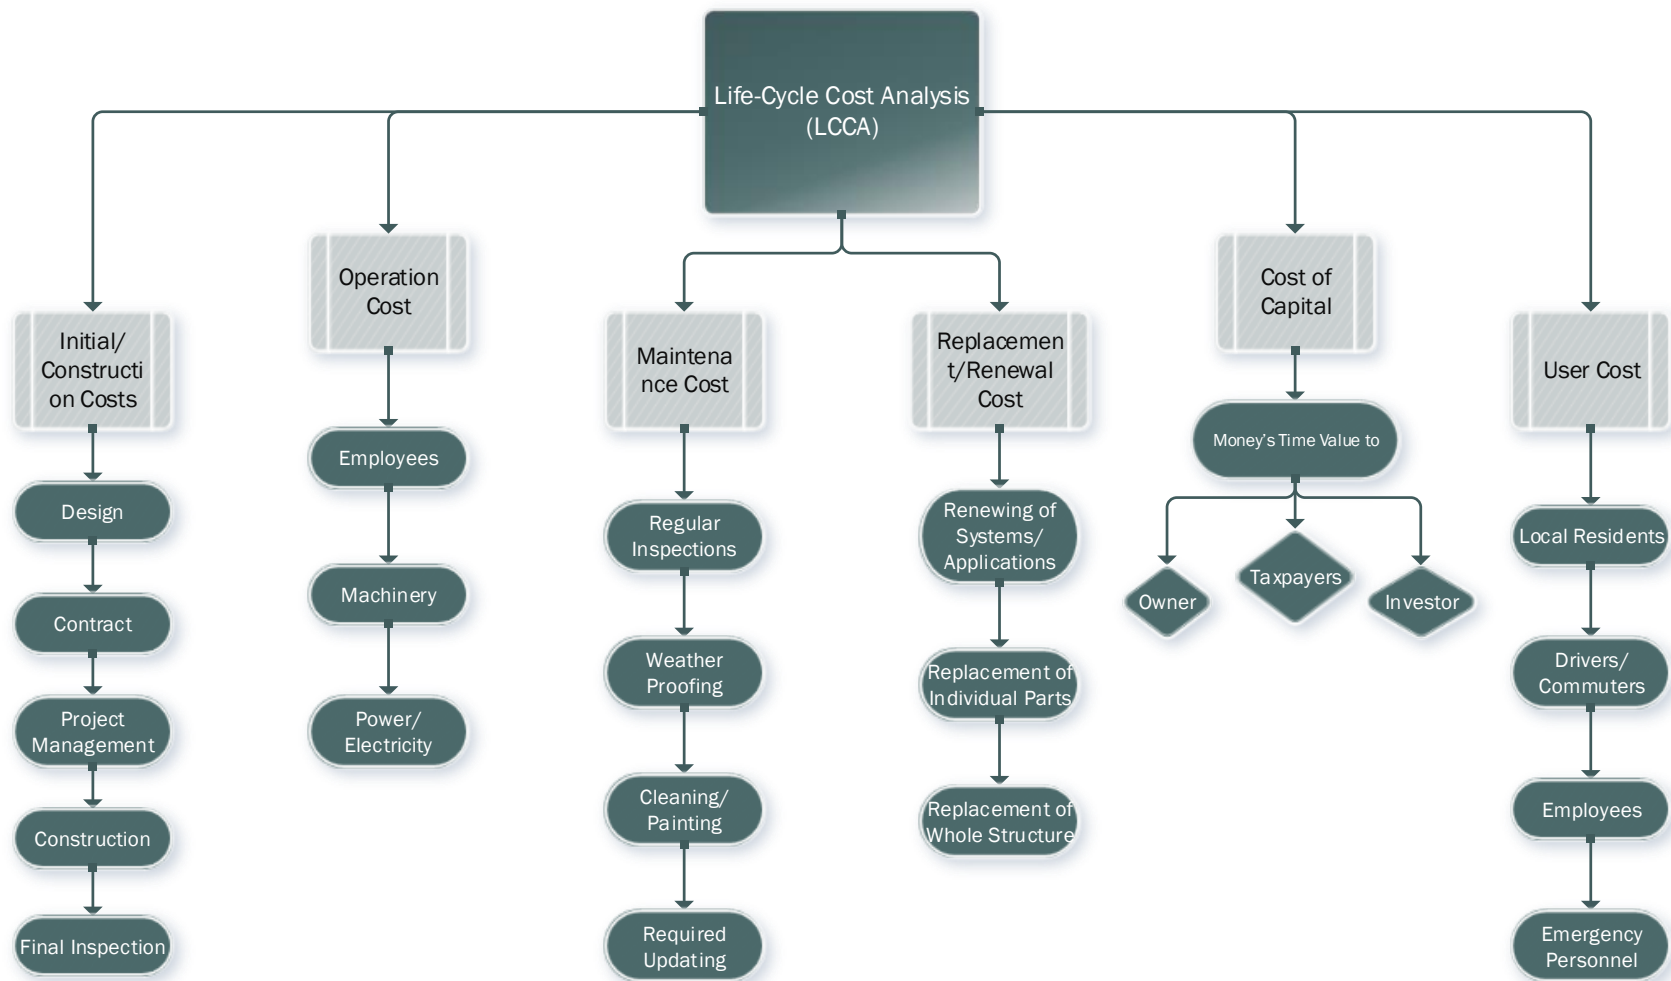 Life-Cycle Cost Analysis
(LCCA)
Initial/
Constructi
on Costs
Design
Contract
Project
Management
Construction
Final Inspection
Operation
Cost
Employees
Machinery
Power/
Electricity
Maintena
nce Cost
Regular
Inspections
Weather
Proofing
Cleaning/
Painting
Required
Updating
Replacemen
t/Renewal
Cost
Renewing of
Systems/
Applications
Replacement of
Individual Parts
Replacement of
Whole Structure
Cost of
Capital
Money's Time Value to
Owner
Taxpayers
Investor
User Cost
Local Residents
Drivers/
Commuters
Employees
Emergency
Personnel